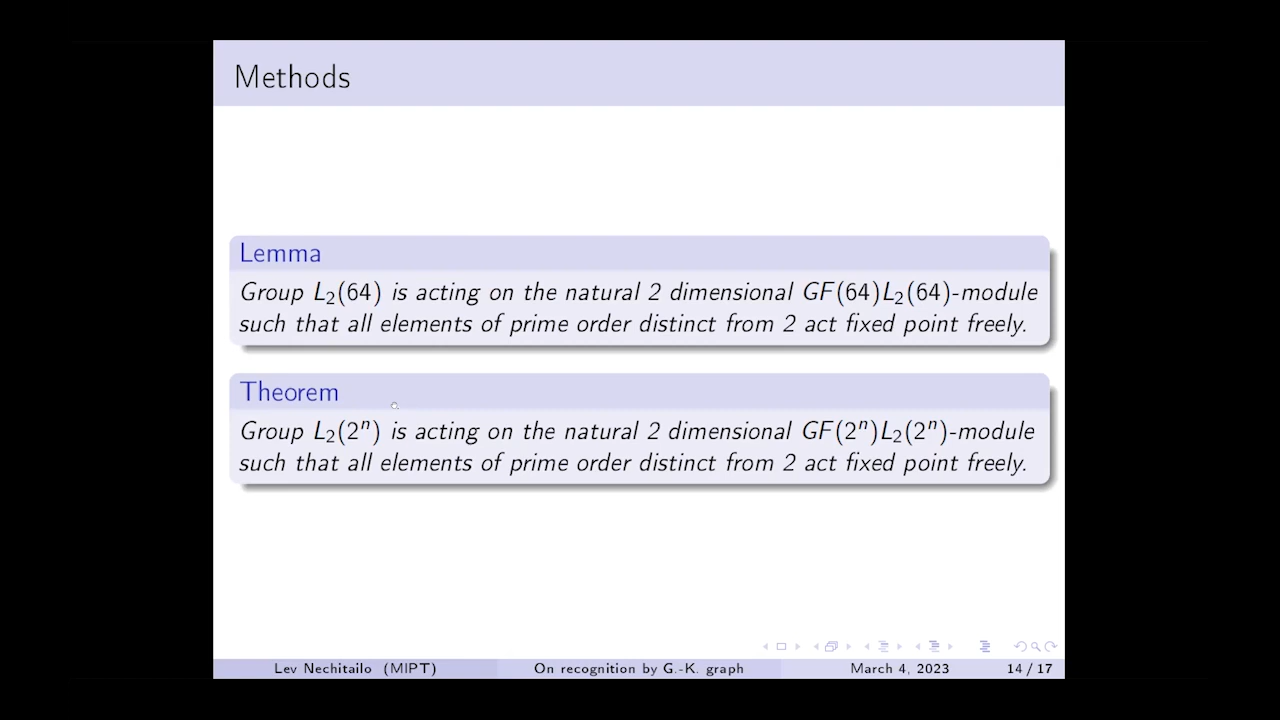 Methods
Lemma
Group L₂(64) is acting on the natural 2 dimensional GF(64)L₂(64)-module
such that all elements of prime order distinct from 2 act fixed point freely.
Theorem
Group L₂(2ⁿ) is acting on the natural 2 dimensional GF(2ⁿ)L₂(2ⁿ)-module
such that all elements of prime order distinct from 2 act fixed point freely.
Lev Nechitailo (MIPT) On recognition by G.-K. graph March 4, 2023 14 / 17